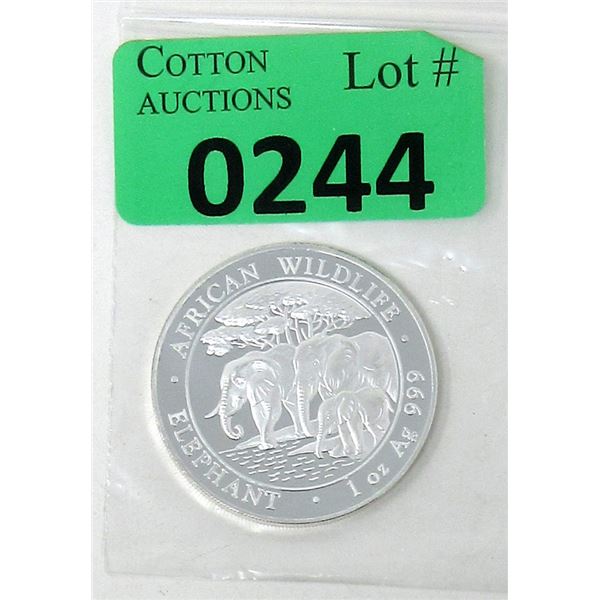 COTTON
AUCTIONS
Lot #
0244
AFRICAN WILDLIFE
ELEPHANT · 1 oz Ag 999